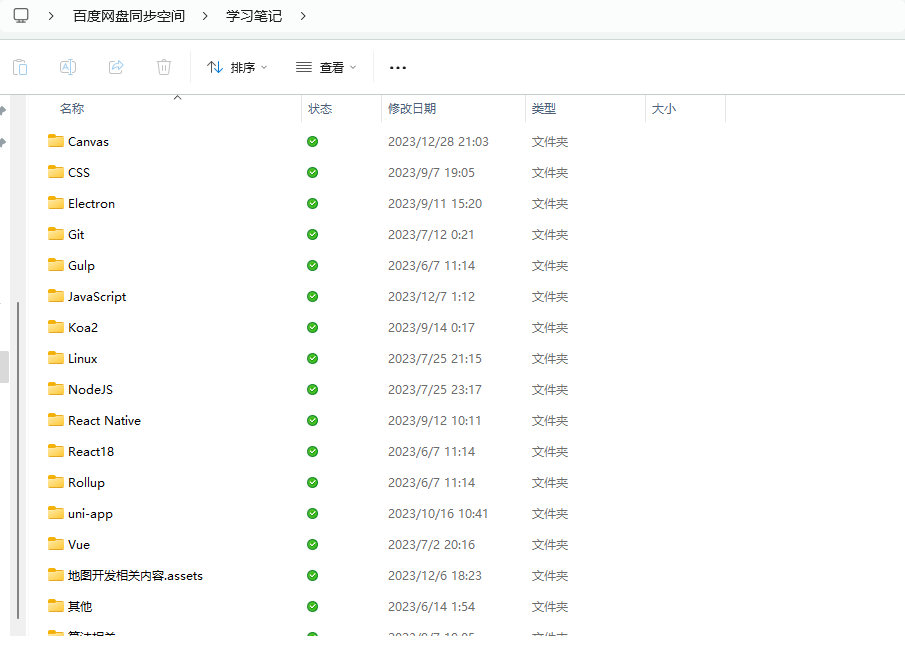 百度网盘同步空间 > 学习笔记 >
排序 查看 ...
名称 状态 修改日期 类型 大小
Canvas 2023/12/28 21:03 文件夹
CSS 2023/9/7 19:05 文件夹
Electron 2023/9/11 15:20 文件夹
Git 2023/7/12 0:21 文件夹
Gulp 2023/6/7 11:14 文件夹
JavaScript 2023/12/7 1:12 文件夹
Koa2 2023/9/14 0:17 文件夹
Linux 2023/7/25 21:15 文件夹
NodeJS 2023/7/25 23:17 文件夹
React Native 2023/9/12 10:11 文件夹
React18 2023/6/7 11:14 文件夹
Rollup 2023/6/7 11:14 文件夹
uni-app 2023/10/16 10:41 文件夹
Vue 2023/7/2 20:16 文件夹
地图开发相关内容.assets 2023/12/6 18:23 文件夹
其他 2023/6/14 1:54 文件夹